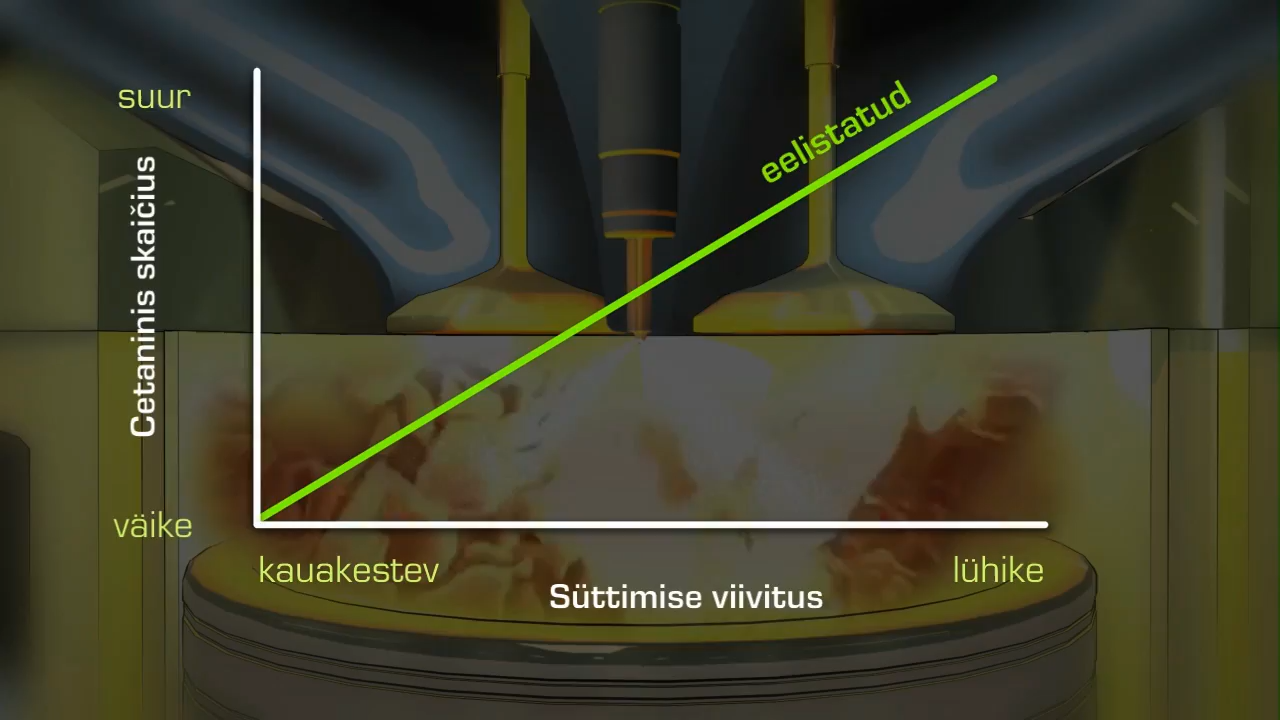 suur
eelistatud
Cetaninis skaičius
väike
kauakestev
lühike
Süttimise viivitus